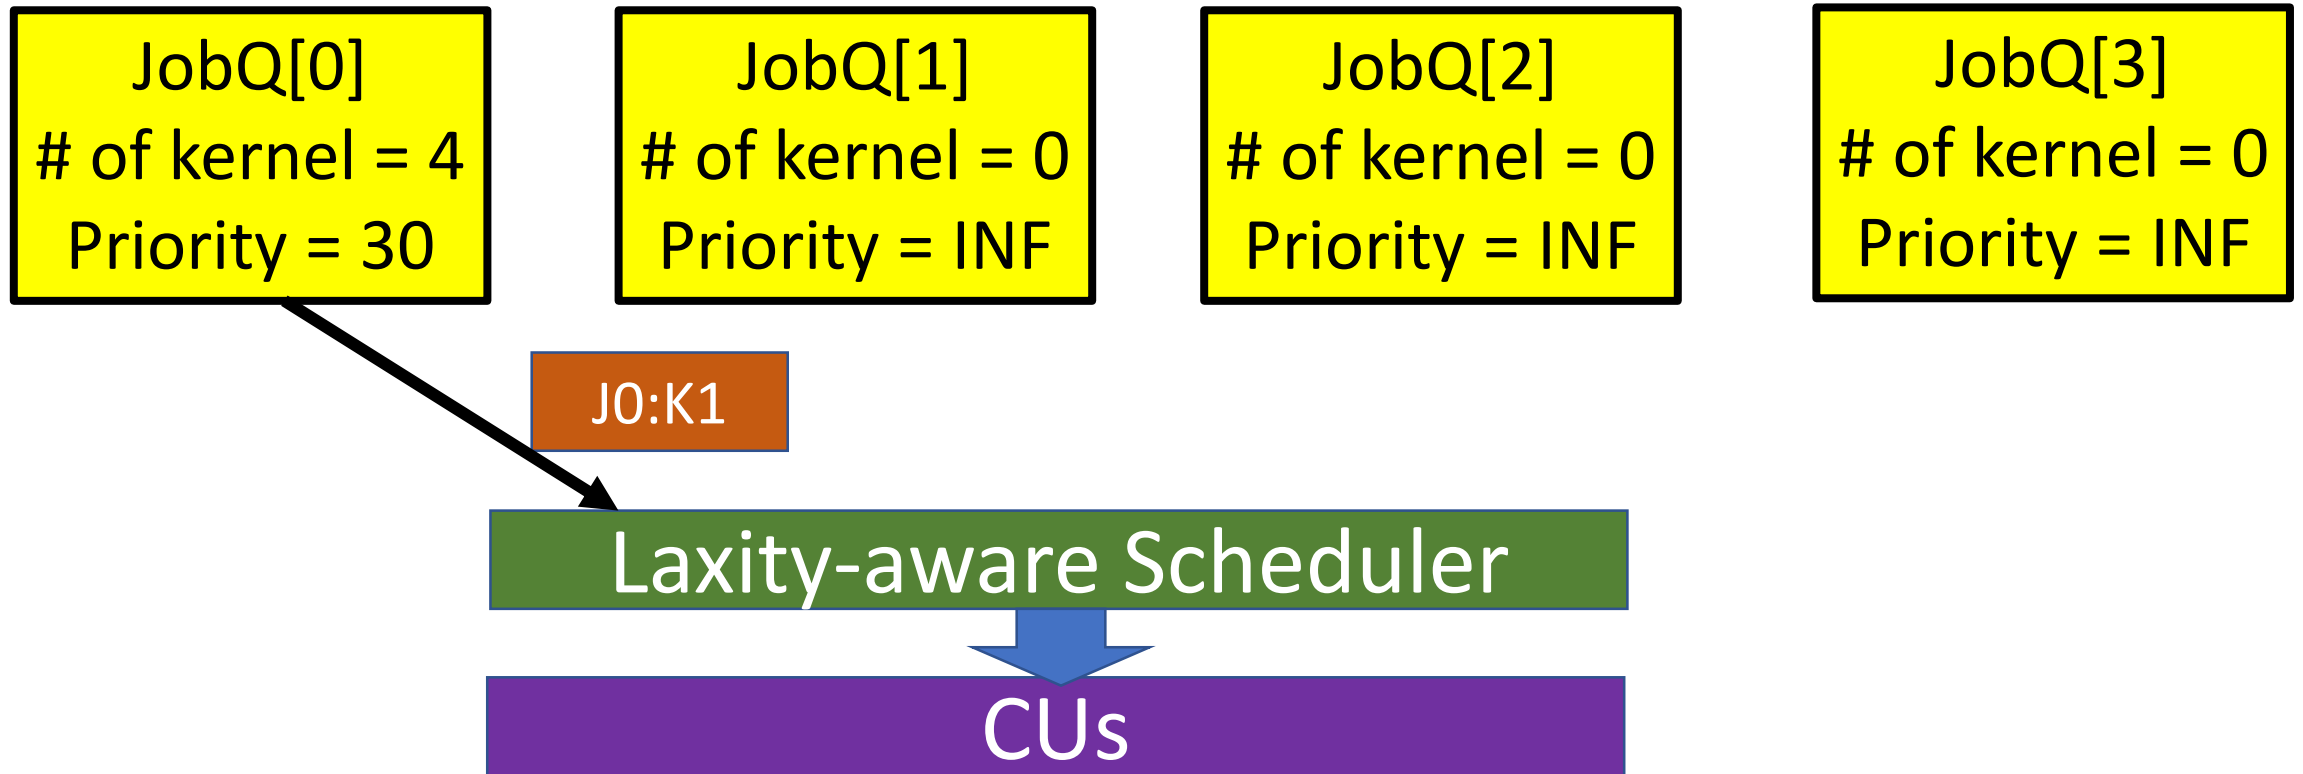 JobQ[0]
# of kernel = 4
Priority = 30
JobQ[1]
# of kernel = 0
Priority = INF
JobQ[2]
# of kernel = 0
Priority = INF
JobQ[3]
# of kernel = 0
Priority = INF
J0:K1
Laxity-aware Scheduler
CUs